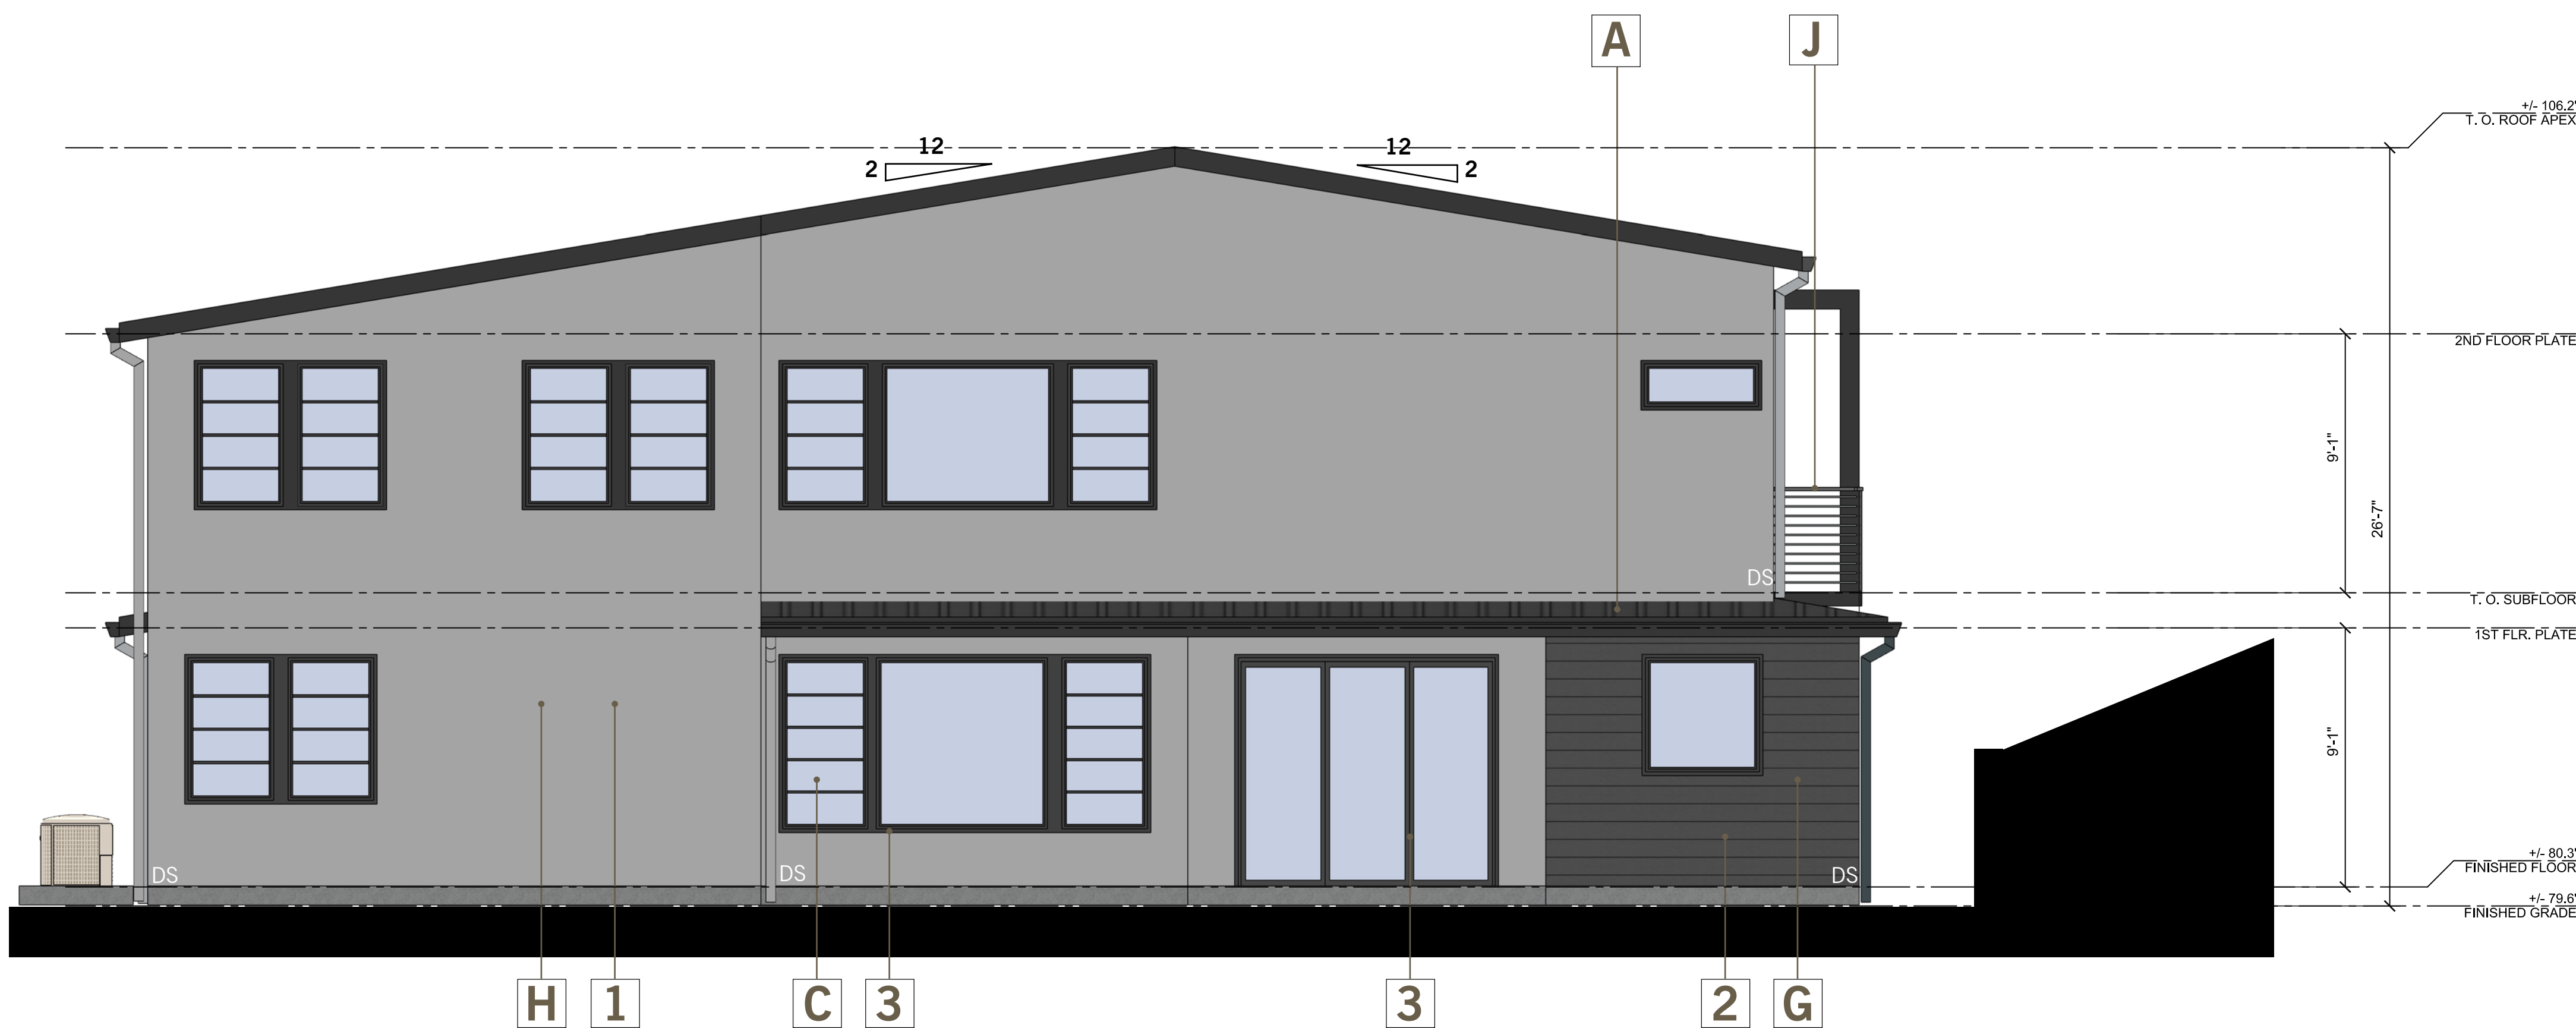 A
J
+/- 106.2'
T. O. ROOF APEX
12
2
12
2
2ND FLOOR PLATE
9'-1"
26'-7"
DS
T. O. SUBFLOOR
1ST FLR. PLATE
9'-1"
+/- 80.3'
FINISHED FLOOR
DS
DS
DS
+/- 79.6'
FINISHED GRADE
H
1
C
3
3
2
G